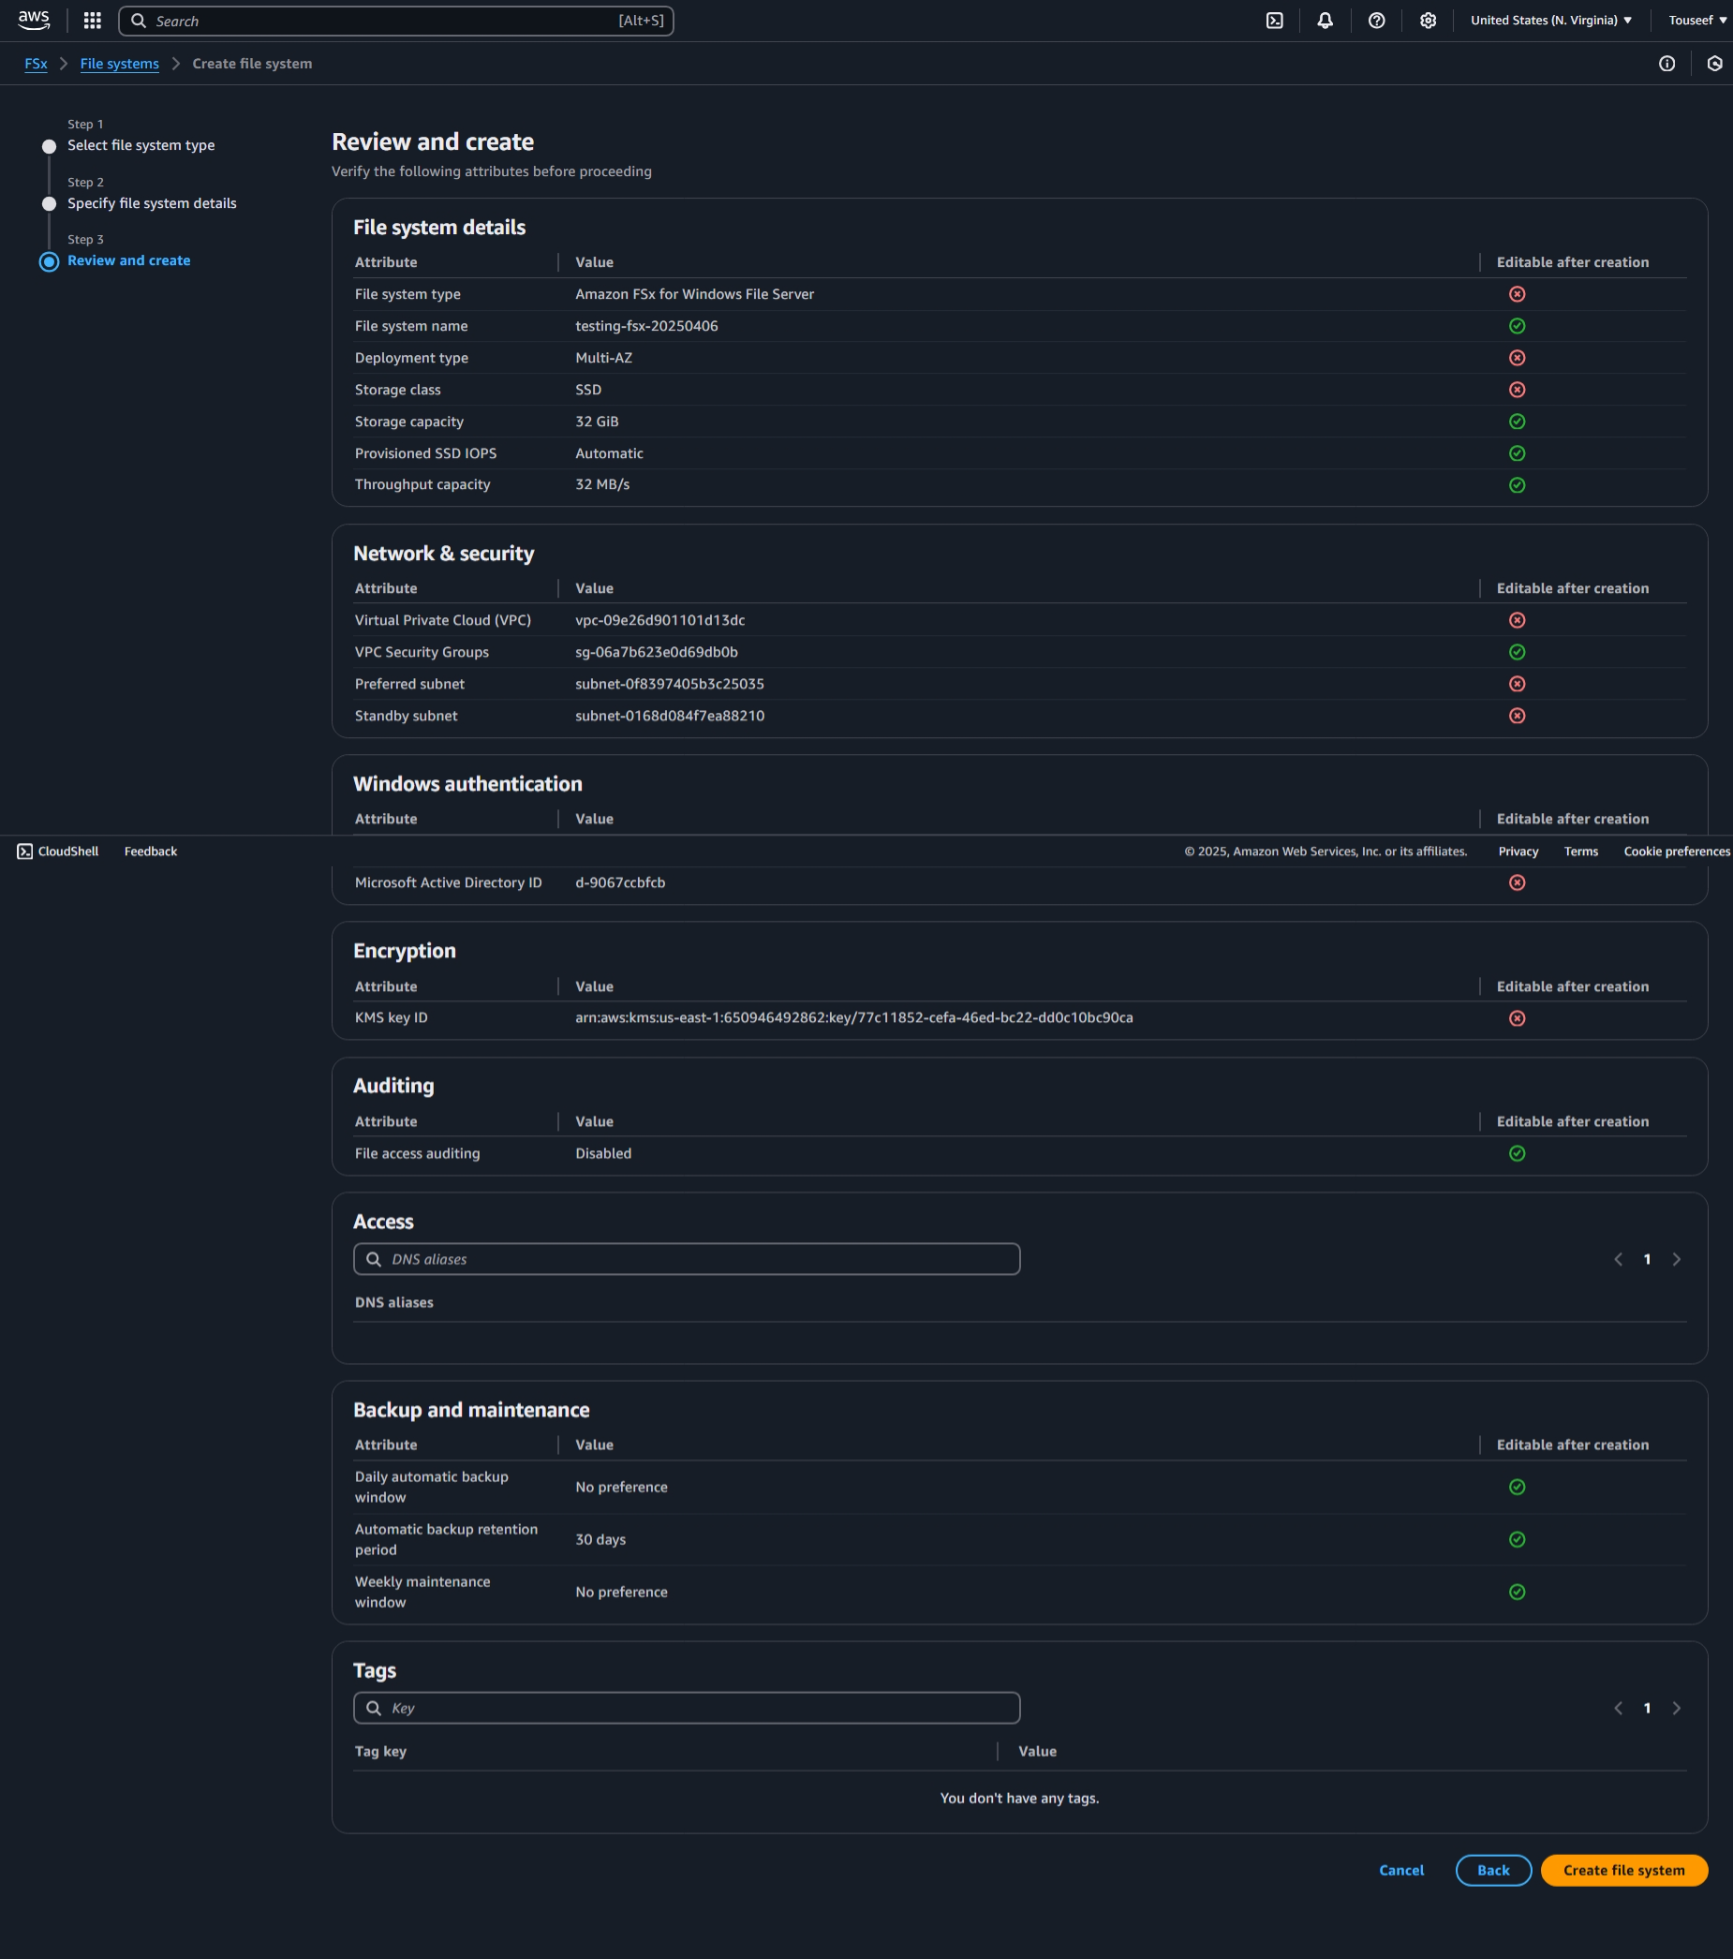 aws
Search [Alt+S]
United States (N. Virginia) Touseef
FSx File systems Create file system
Step 1
Select file system type
Step 2
Specify file system details
Step 3
Review and create
Review and create
Verify the following attributes before proceeding
File system details
Attribute Value Editable after creation
File system type Amazon FSx for Windows File Server
File system name testing-fsx-20250406
Deployment type Multi-AZ
Storage class SSD
Storage capacity 32 GiB
Provisioned SSD IOPS Automatic
Throughput capacity 32 MB/s
Network & security
Attribute Value Editable after creation
Virtual Private Cloud (VPC) vpc-09e26d901101d13dc
VPC Security Groups sg-06a7b623e0d69db0b
Preferred subnet subnet-0f8397405b3c25035
Standby subnet subnet-0168d084f7ea88210
Windows authentication
Attribute Value Editable after creation
CloudShell Feedback © 2025, Amazon Web Services, Inc. or its affiliates. Privacy Terms Cookie preferences
Microsoft Active Directory ID d-9067ccbfcb
Encryption
Attribute Value Editable after creation
KMS key ID arn:aws:kms:us-east-1:650946492862:key/77c11852-cefa-46ed-bc22-dd0c10bc90ca
Auditing
Attribute Value Editable after creation
File access auditing Disabled
Access
DNS aliases 1
DNS aliases
Backup and maintenance
Attribute Value Editable after creation
Daily automatic backup
window
No preference
Automatic backup retention
period
30 days
Weekly maintenance
window
No preference
Tags
Key 1
Tag key Value
You don't have any tags.
Cancel Back Create file system